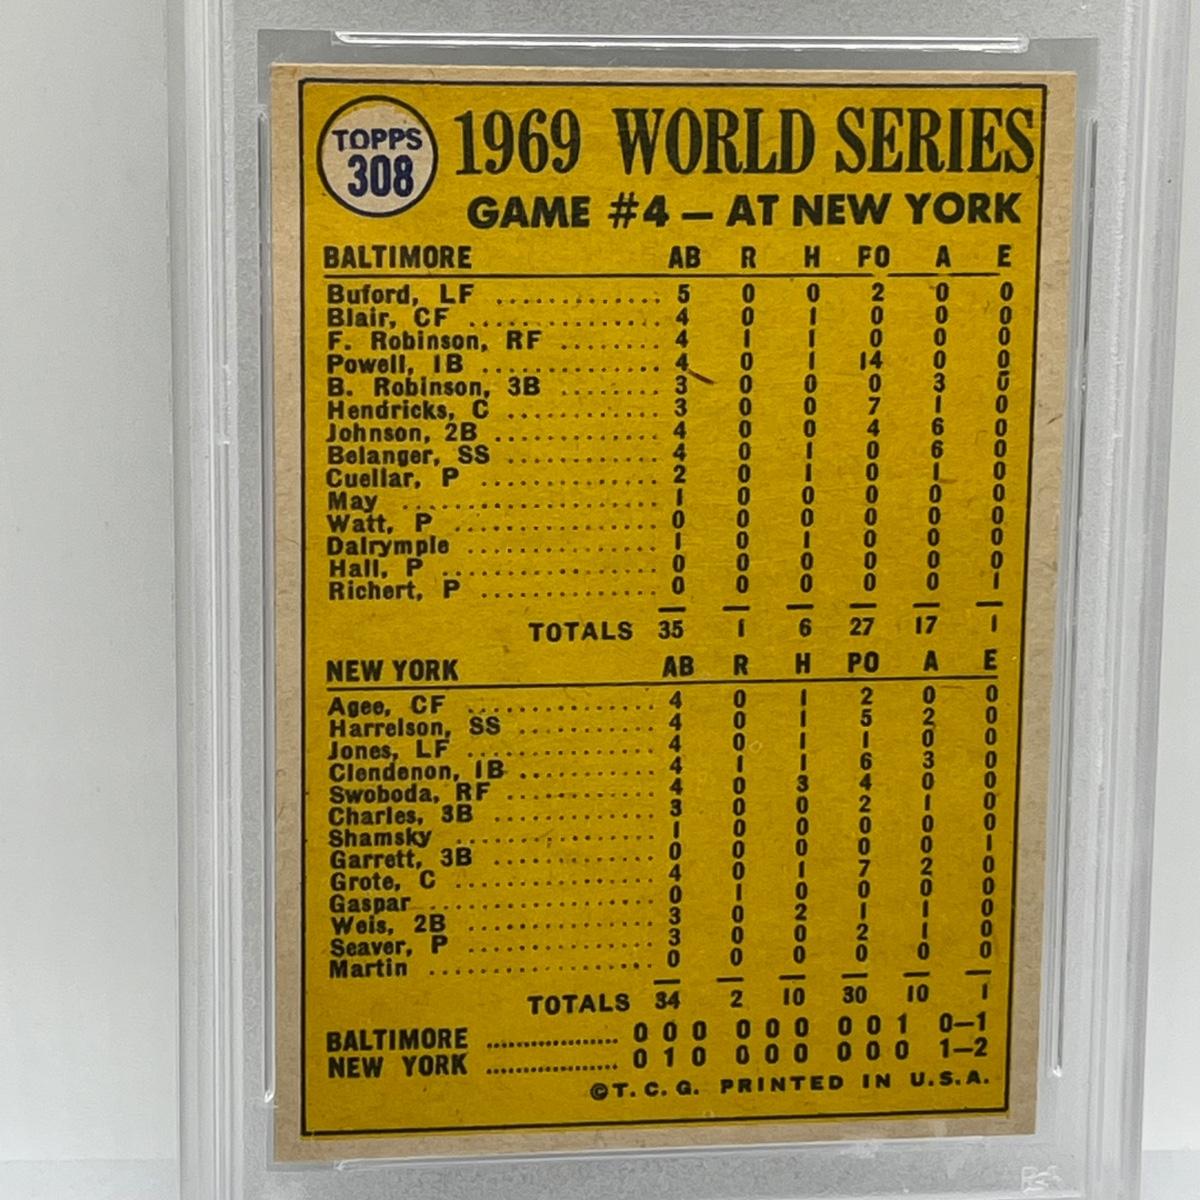 TOPPS
308
1969 WORLD SERIES
GAME #4 — AT NEW YORK
BALTIMORE AB R H PO A E
Buford, LF .................. 5 0 0 2 0 0
Blair, CF .................... 4 0 1 0 0 0
F. Robinson, RF ........ 4 1 1 0 0 0
Powell, 1B .................. 4 0 1 14 0 0
B. Robinson, 3B ........ 3 0 0 0 3 0
Hendricks, C .............. 3 0 0 7 1 0
Johnson, 2B ................ 4 0 0 4 6 0
Belanger, SS .............. 4 0 1 0 6 0
Cuellar, P .................. 2 0 1 0 1 0
May ............................ 1 0 0 0 0 0
Watt, P ...................... 0 0 0 0 0 0
Dalrymple .................. 1 0 1 0 0 0
Hall, P ...................... 0 0 0 0 0 0
Richert, P .................. 0 0 0 0 0 1
TOTALS 35 1 6 27 17 1
NEW YORK AB R H PO A E
Agee, CF .................... 4 0 1 2 0 0
Harrelson, SS ............ 4 0 1 5 2 0
Jones, LF .................... 4 0 1 1 0 0
Clendenon, 1B ............ 4 1 1 6 3 0
Swoboda, RF .............. 4 0 3 4 0 0
Charles, 3B ................ 3 0 0 2 1 0
Shamsky .................... 1 0 0 0 0 0
Garrett, 3B ................ 0 0 0 0 0 1
Grote, C .................... 4 0 1 7 2 0
Gaspar ........................ 0 1 0 0 0 0
Weis, 2B .................... 3 0 2 1 1 0
Seaver, P .................... 3 0 0 2 1 0
Martin ........................ 0 0 0 0 0 0
TOTALS 34 2 10 30 10 1
BALTIMORE .................... 0 0 0 0 0 0 0 0 1 0—1
NEW YORK .................... 0 1 0 0 0 0 0 0 0 1—2
©T. C. G. PRINTED IN U.S.A.